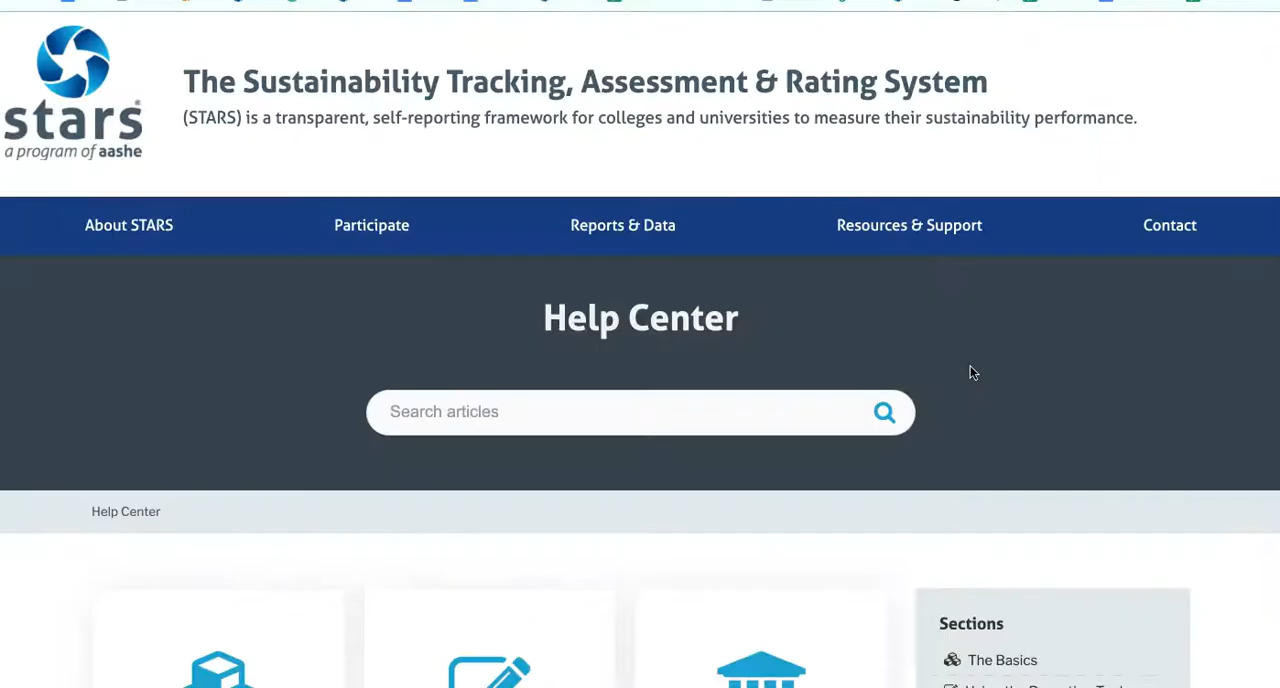 stars
a program of aashe
The Sustainability Tracking, Assessment & Rating System
(STARS) is a transparent, self-reporting framework for colleges and universities to measure their sustainability performance.
About STARS
Participate
Reports & Data
Resources & Support
Contact
Help Center
Search articles
Help Center
Sections
The Basics